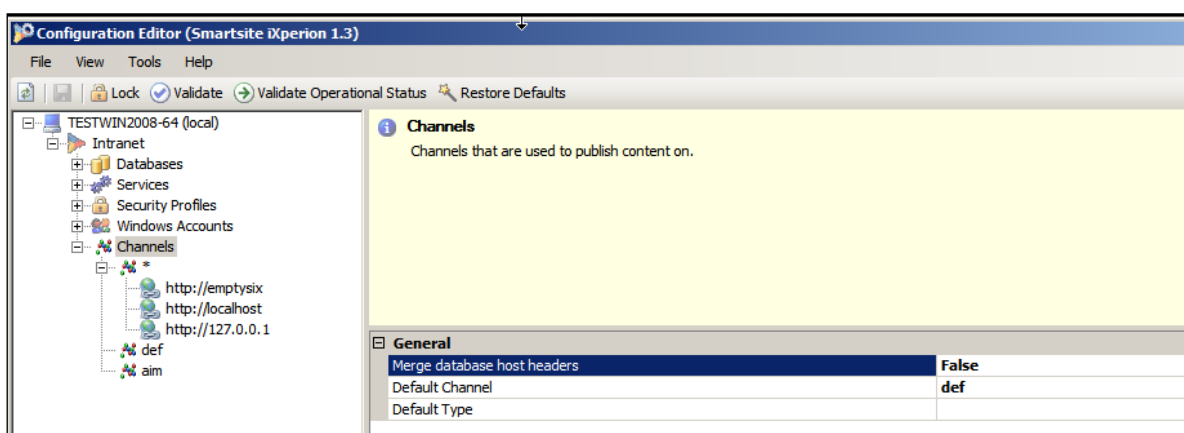 Configuration Editor (Smartsite iXperion 1.3)
File View Tools Help
Lock Validate Validate Operational Status Restore Defaults
TESTWIN2008-64 (local)
Intranet
Databases
Services
Security Profiles
Windows Accounts
Channels
*
http://emptysix
http://localhost
http://127.0.0.1
def
aim
Channels
Channels that are used to publish content on.
General
Merge database host headers False
Default Channel def
Default Type